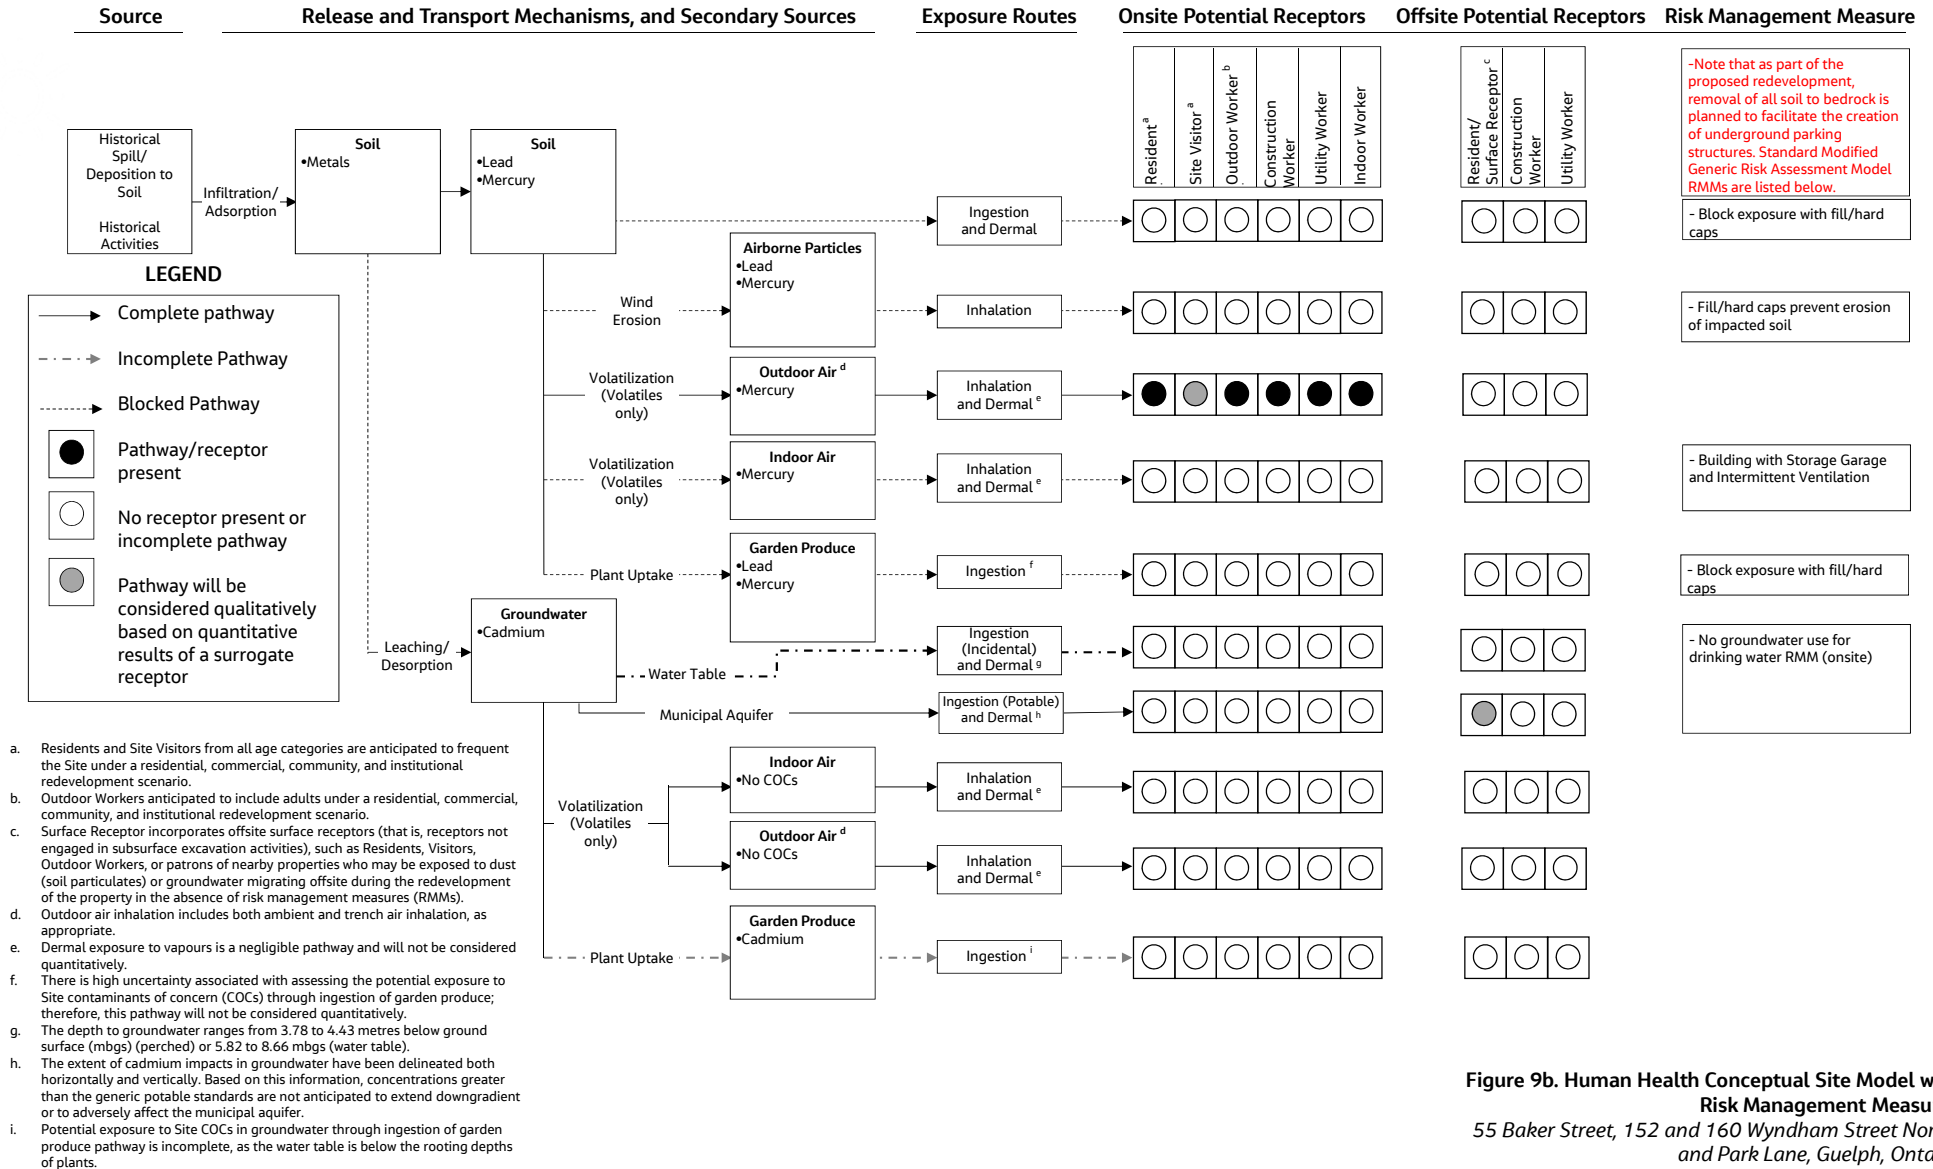 Source
Release and Transport Mechanisms, and Secondary Sources
Exposure Routes
Onsite Potential Receptors
Offsite Potential Receptors
Risk Management Measure
Resident a
Site Visitor a
Outdoor Worker b
Construction
Worker
Utility Worker
Indoor Worker
Resident/
Surface Receptor c
Construction
Worker
Utility Worker
-Note that as part of the
proposed redevelopment,
removal of all soil to bedrock is
planned to facilitate the creation
of underground parking
structures. Standard Modified
Generic Risk Assessment Model
RMMs are listed below.
Historical
Spill/
Deposition to
Soil
Historical
Activities
Infiltration/
Adsorption
Soil
•Metals
Soil
•Lead
•Mercury
Ingestion
and Dermal
- Block exposure with fill/hard
caps
Wind
Erosion
Airborne Particles
•Lead
•Mercury
Inhalation
- Fill/hard caps prevent erosion
of impacted soil
Volatilization
(Volatiles
only)
Outdoor Air d
•Mercury
Inhalation
and Dermal e
Volatilization
(Volatiles
only)
Indoor Air
•Mercury
Inhalation
and Dermal e
- Building with Storage Garage
and Intermittent Ventilation
Plant Uptake
Garden Produce
•Lead
•Mercury
Ingestion f
- Block exposure with fill/hard
caps
Leaching/
Desorption
Groundwater
•Cadmium
Water Table
Ingestion
(Incidental)
and Dermal g
- No groundwater use for
drinking water RMM (onsite)
Municipal Aquifer
Ingestion (Potable)
and Dermal h
Volatilization
(Volatiles
only)
Indoor Air
•No COCs
Inhalation
and Dermal e
Outdoor Air d
•No COCs
Inhalation
and Dermal e
Plant Uptake
Garden Produce
•Cadmium
Ingestion i
LEGEND
Complete pathway
Incomplete Pathway
Blocked Pathway
Pathway/receptor
present
No receptor present or
incomplete pathway
Pathway will be
considered qualitatively
based on quantitative
results of a surrogate
receptor
a. Residents and Site Visitors from all age categories are anticipated to frequent
the Site under a residential, commercial, community, and institutional
redevelopment scenario.
b. Outdoor Workers anticipated to include adults under a residential, commercial,
community, and institutional redevelopment scenario.
c. Surface Receptor incorporates offsite surface receptors (that is, receptors not
engaged in subsurface excavation activities), such as Residents, Visitors,
Outdoor Workers, or patrons of nearby properties who may be exposed to dust
(soil particulates) or groundwater migrating offsite during the redevelopment
of the property in the absence of risk management measures (RMMs).
d. Outdoor air inhalation includes both ambient and trench air inhalation, as
appropriate.
e. Dermal exposure to vapours is a negligible pathway and will not be considered
quantitatively.
f. There is high uncertainty associated with assessing the potential exposure to
Site contaminants of concern (COCs) through ingestion of garden produce;
therefore, this pathway will not be considered quantitatively.
g. The depth to groundwater ranges from 3.78 to 4.43 metres below ground
surface (mbgs) (perched) or 5.82 to 8.66 mbgs (water table).
h. The extent of cadmium impacts in groundwater have been delineated both
horizontally and vertically. Based on this information, concentrations greater
than the generic potable standards are not anticipated to extend downgradient
or to adversely affect the municipal aquifer.
i. Potential exposure to Site COCs in groundwater through ingestion of garden
produce pathway is incomplete, as the water table is below the rooting depths
of plants.
Figure 9b. Human Health Conceptual Site Model w
Risk Management Measu
55 Baker Street, 152 and 160 Wyndham Street Nor
and Park Lane, Guelph, Onta